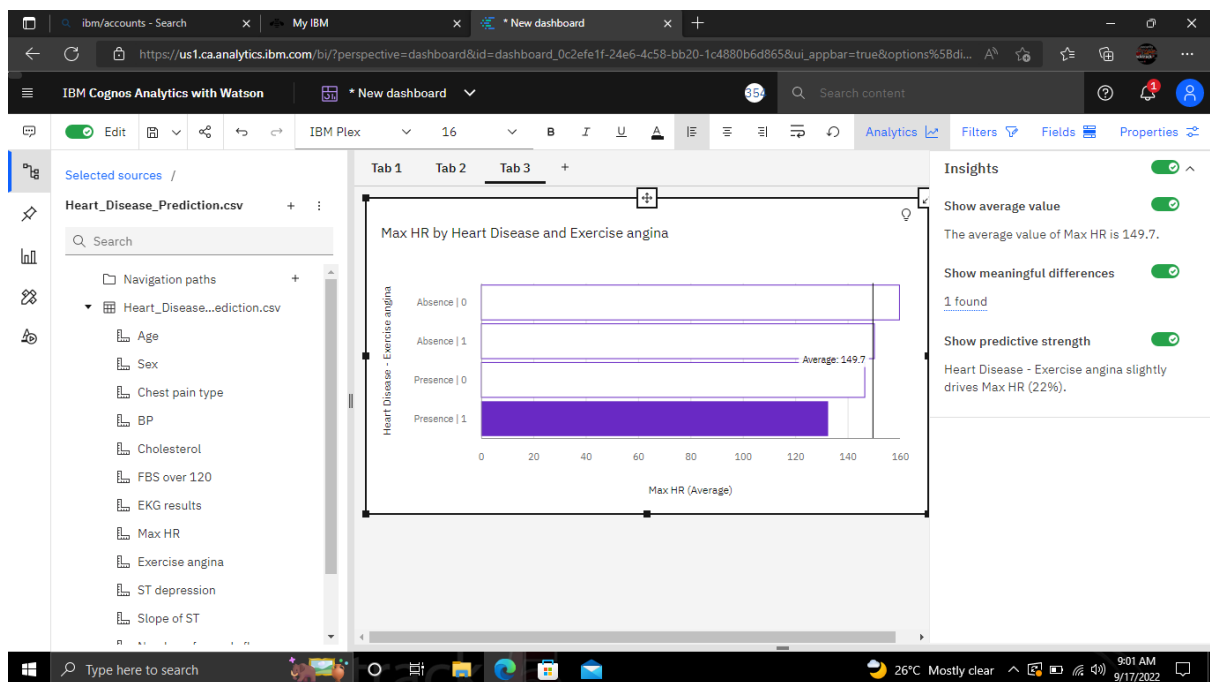 ibm/accounts - Search
My IBM
* New dashboard
https://us1.ca.analytics.ibm.com/bi/?perspective=dashboard&id=dashboard_0c2efe1f-24e6-4c58-bb20-1c4880b6d865&ui_appbar=true&options%5Bdi...
IBM Cognos Analytics with Watson
* New dashboard
354
Search content
1
Edit
IBM Plex
16
B I U A
Analytics
Filters
Fields
Properties
Selected sources /
Heart_Disease_Prediction.csv
Search
Navigation paths
Heart_Disease...ediction.csv
Age
Sex
Chest pain type
BP
Cholesterol
FBS over 120
EKG results
Max HR
Exercise angina
ST depression
Slope of ST
Tab 1 Tab 2 Tab 3 +
Max HR by Heart Disease and Exercise angina
Heart Disease - Exercise angina
Absence | 0
Absence | 1
Average: 149.7
Presence | 0
Presence | 1
0 20 40 60 80 100 120 140 160
Max HR (Average)
Insights
Show average value
The average value of Max HR is 149.7.
Show meaningful differences
1 found
Show predictive strength
Heart Disease - Exercise angina slightly
drives Max HR (22%).
Type here to search
26°C Mostly clear
9:01 AM
9/17/2022